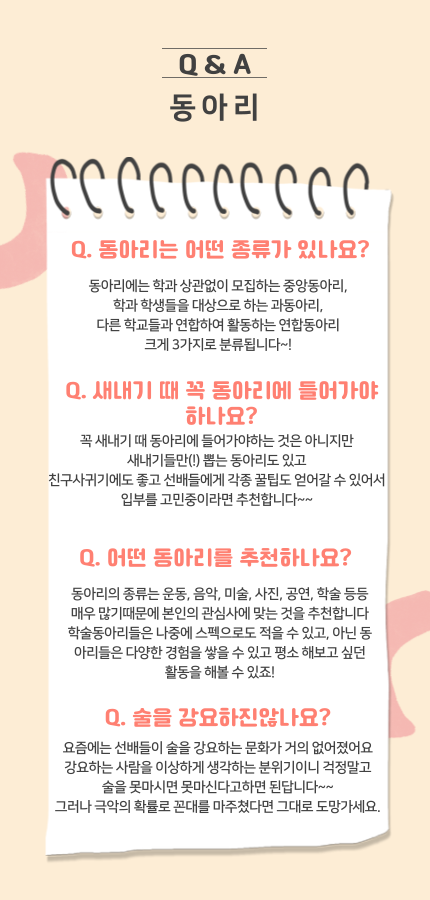 Q & A
동아리
Q. 동아리는 어떤 종류가 있나요?
동아리에는 학과 상관없이 모집하는 중앙동아리,
학과 학생들을 대상으로 하는 과동아리,
다른 학교들과 연합하여 활동하는 연합동아리
크게 3가지로 분류됩니다~!
Q. 새내기 때 꼭 동아리에 들어가야
하나요?
꼭 새내기 때 동아리에 들어가야하는 것은 아니지만
새내기들만(!) 뽑는 동아리도 있고
친구사귀기에도 좋고 선배들에게 각종 꿀팁도 얻어갈 수 있어서
입부를 고민중이라면 추천합니다~~
Q. 어떤 동아리를 추천하나요?
동아리의 종류는 운동, 음악, 미술, 사진, 공연, 학술 등등
매우 많기때문에 본인의 관심사에 맞는 것을 추천합니다
학술동아리들은 나중에 스펙으로도 적을 수 있고, 아닌 동
아리들은 다양한 경험을 쌓을 수 있고 평소 해보고 싶던
활동을 해볼 수 있죠!
Q. 술을 강요하진않나요?
요즘에는 선배들이 술을 강요하는 문화가 거의 없어졌어요
강요하는 사람을 이상하게 생각하는 분위기이니 걱정말고
술을 못마시면 못마신다고하면 된답니다~~
그러나 극악의 확률로 꼰대를 마주쳤다면 그대로 도망가세요.